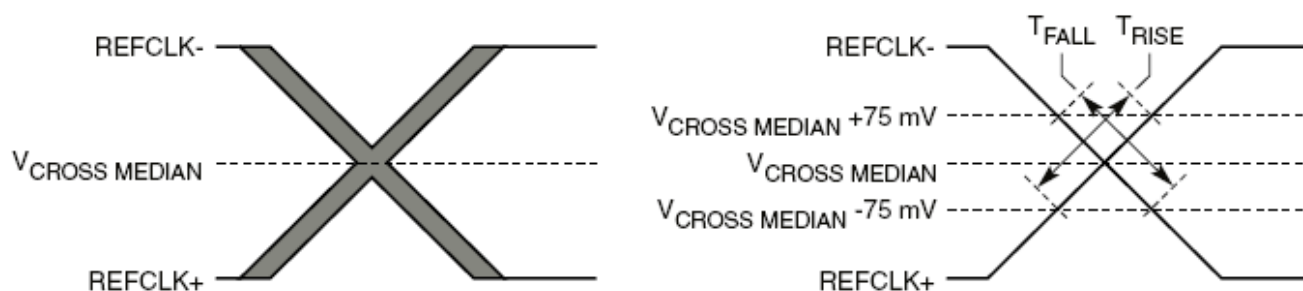 REFCLK-
VCROSS MEDIAN
REFCLK+
TFALL TRISE
REFCLK-
VCROSS MEDIAN +75 mV
VCROSS MEDIAN
VCROSS MEDIAN -75 mV
REFCLK+